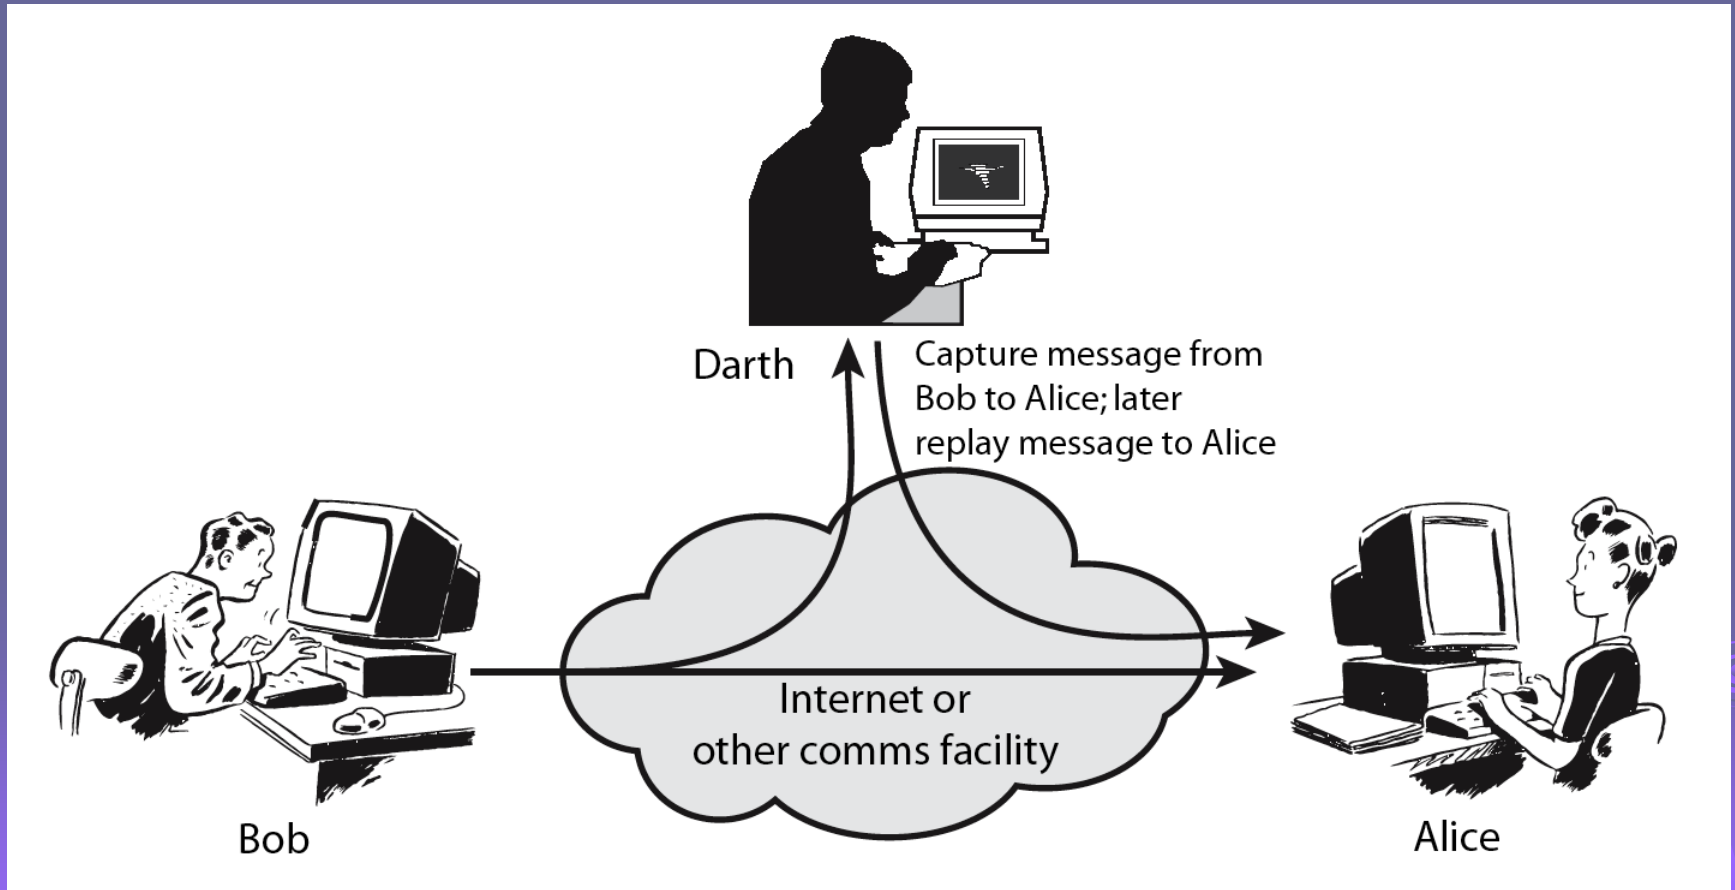 Darth
Capture message from
Bob to Alice; later
replay message to Alice
Internet or
other comms facility
Bob
Alice